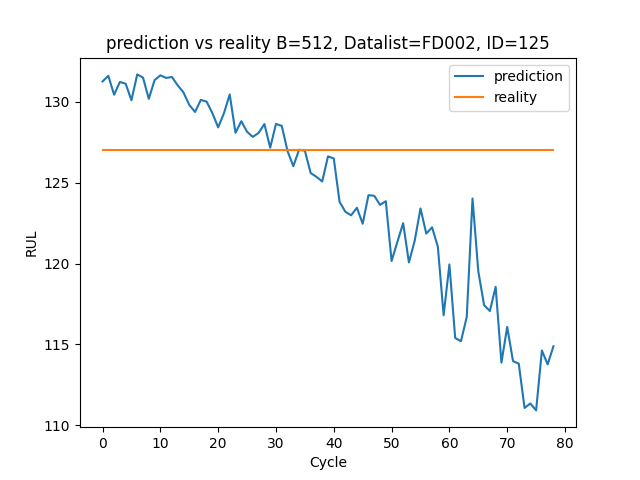 prediction vs reality B=512, Datalist=FD002, ID=125
prediction
reality
RUL
130
125
120
115
110
0 10 20 30 40 50 60 70 80
Cycle